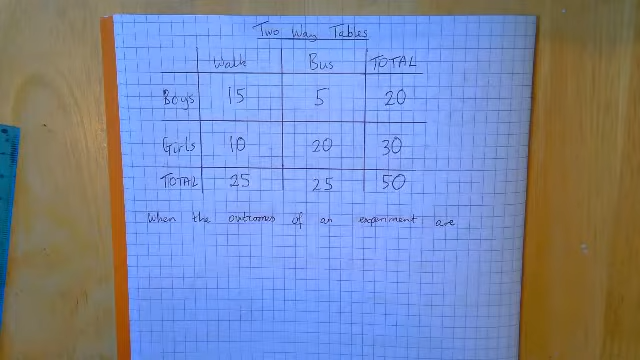 Two Way Tables
Walk Bus TOTAL
Boys 15 5 20
Girls 10 20 30
TOTAL 25 25 50
When the outcomes of an experiment are